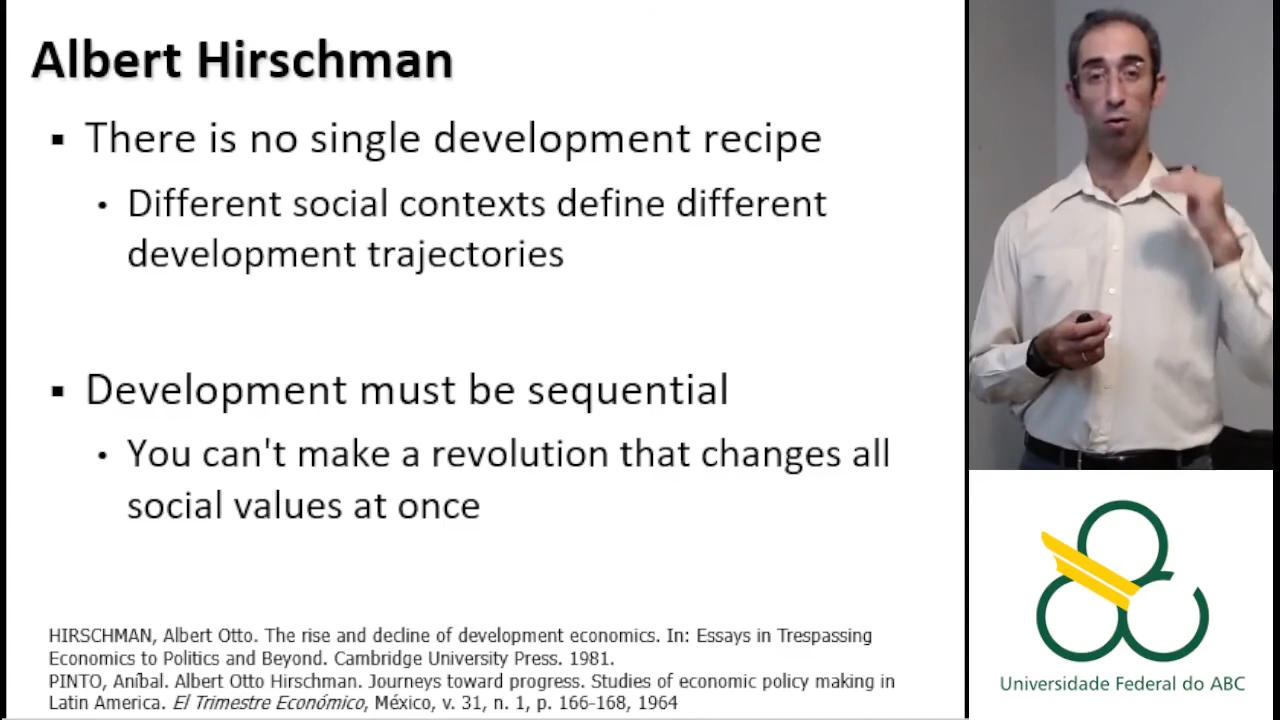 Albert Hirschman
▪ There is no single development recipe
• Different social contexts define different
development trajectories
▪ Development must be sequential
• You can't make a revolution that changes all
social values at once
HIRSCHMAN, Albert Otto. The rise and decline of development economics. In: Essays in Trespassing
Economics to Politics and Beyond. Cambridge University Press. 1981.
PINTO, Aníbal. Albert Otto Hirschman. Journeys toward progress. Studies of economic policy making in
Latin America. El Trimestre Económico, México, v. 31, n. 1, p. 166-168, 1964
Universidade Federal do ABC